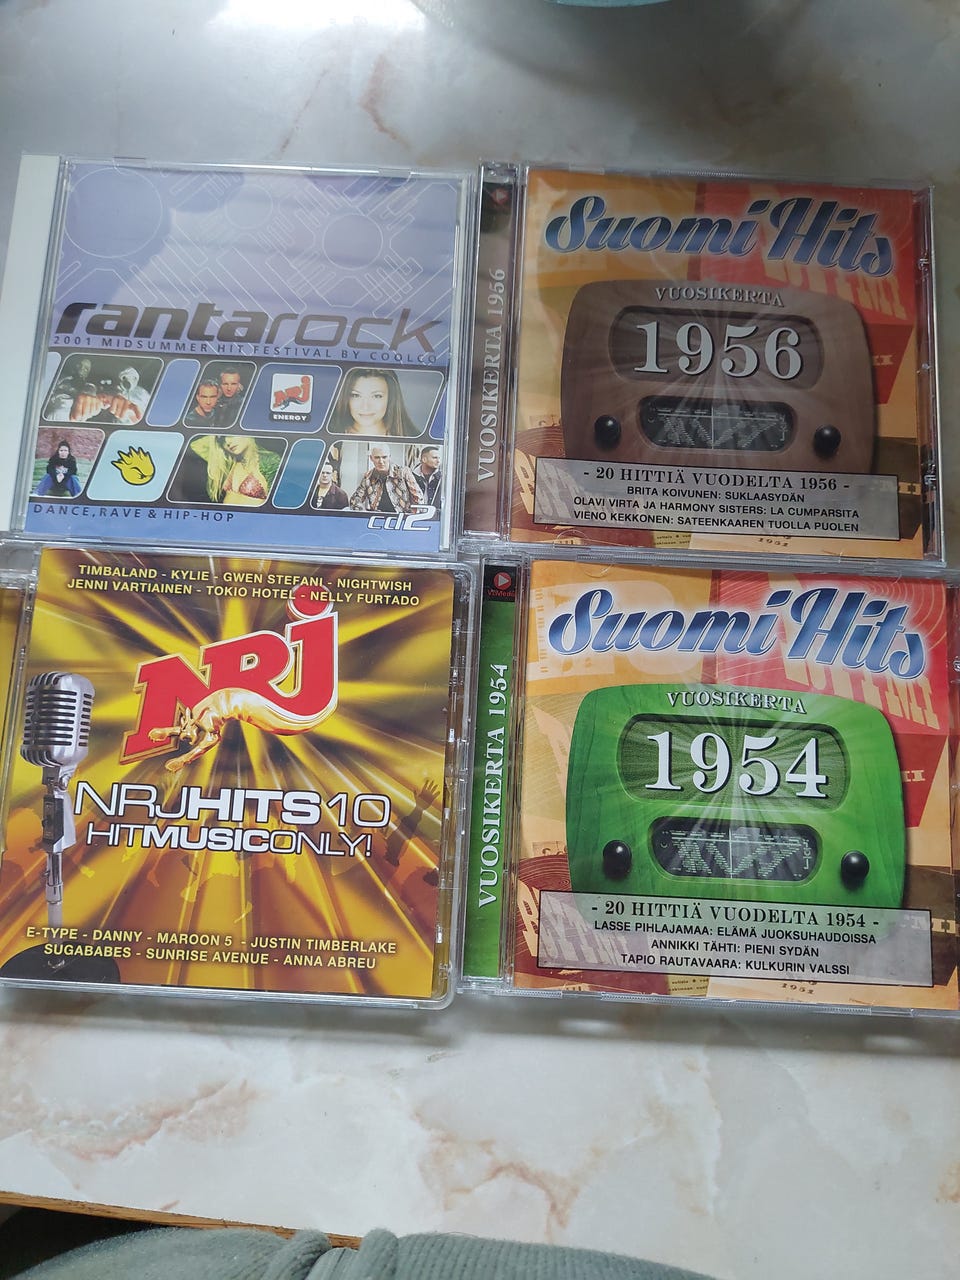 rantarock
2001 MIDSUMMER HIT FESTIVAL BY COOLCO
NRJ
ENERGY
DANCE, RAVE & HIP-HOP
cd2
VUOSIKERTA 1956
Suomi Hits
VUOSIKERTA
1956
- 20 HITTIÄ VUODELTA 1956 -
BRITA KOIVUNEN: SUKLAASYDÄN
OLAVI VIRTA JA HARMONY SISTERS: LA CUMPARSITA
VIENO KEKKONEN: SATEENKAAREN TUOLLA PUOLEN
1951
TIMBALAND - KYLIE - GWEN STEFANI - NIGHTWISH
JENNI VARTIAINEN - TOKIO HOTEL - NELLY FURTADO
NRJ
NRJHITS10
HITMUSICONLY!
E-TYPE - DANNY - MAROON 5 - JUSTIN TIMBERLAKE
SUGABABES - SUNRISE AVENUE - ANNA ABREU
VLMedia
VUOSIKERTA 1954
Suomi Hits
VUOSIKERTA
1954
- 20 HITTIÄ VUODELTA 1954 -
LASSE PIHLAJAMAA: ELÄMÄ JUOKSUHAUDOISSA
ANNIKKI TÄHTI: PIENI SYDÄN
TAPIO RAUTAVAARA: KULKURIN VALSSI
1951